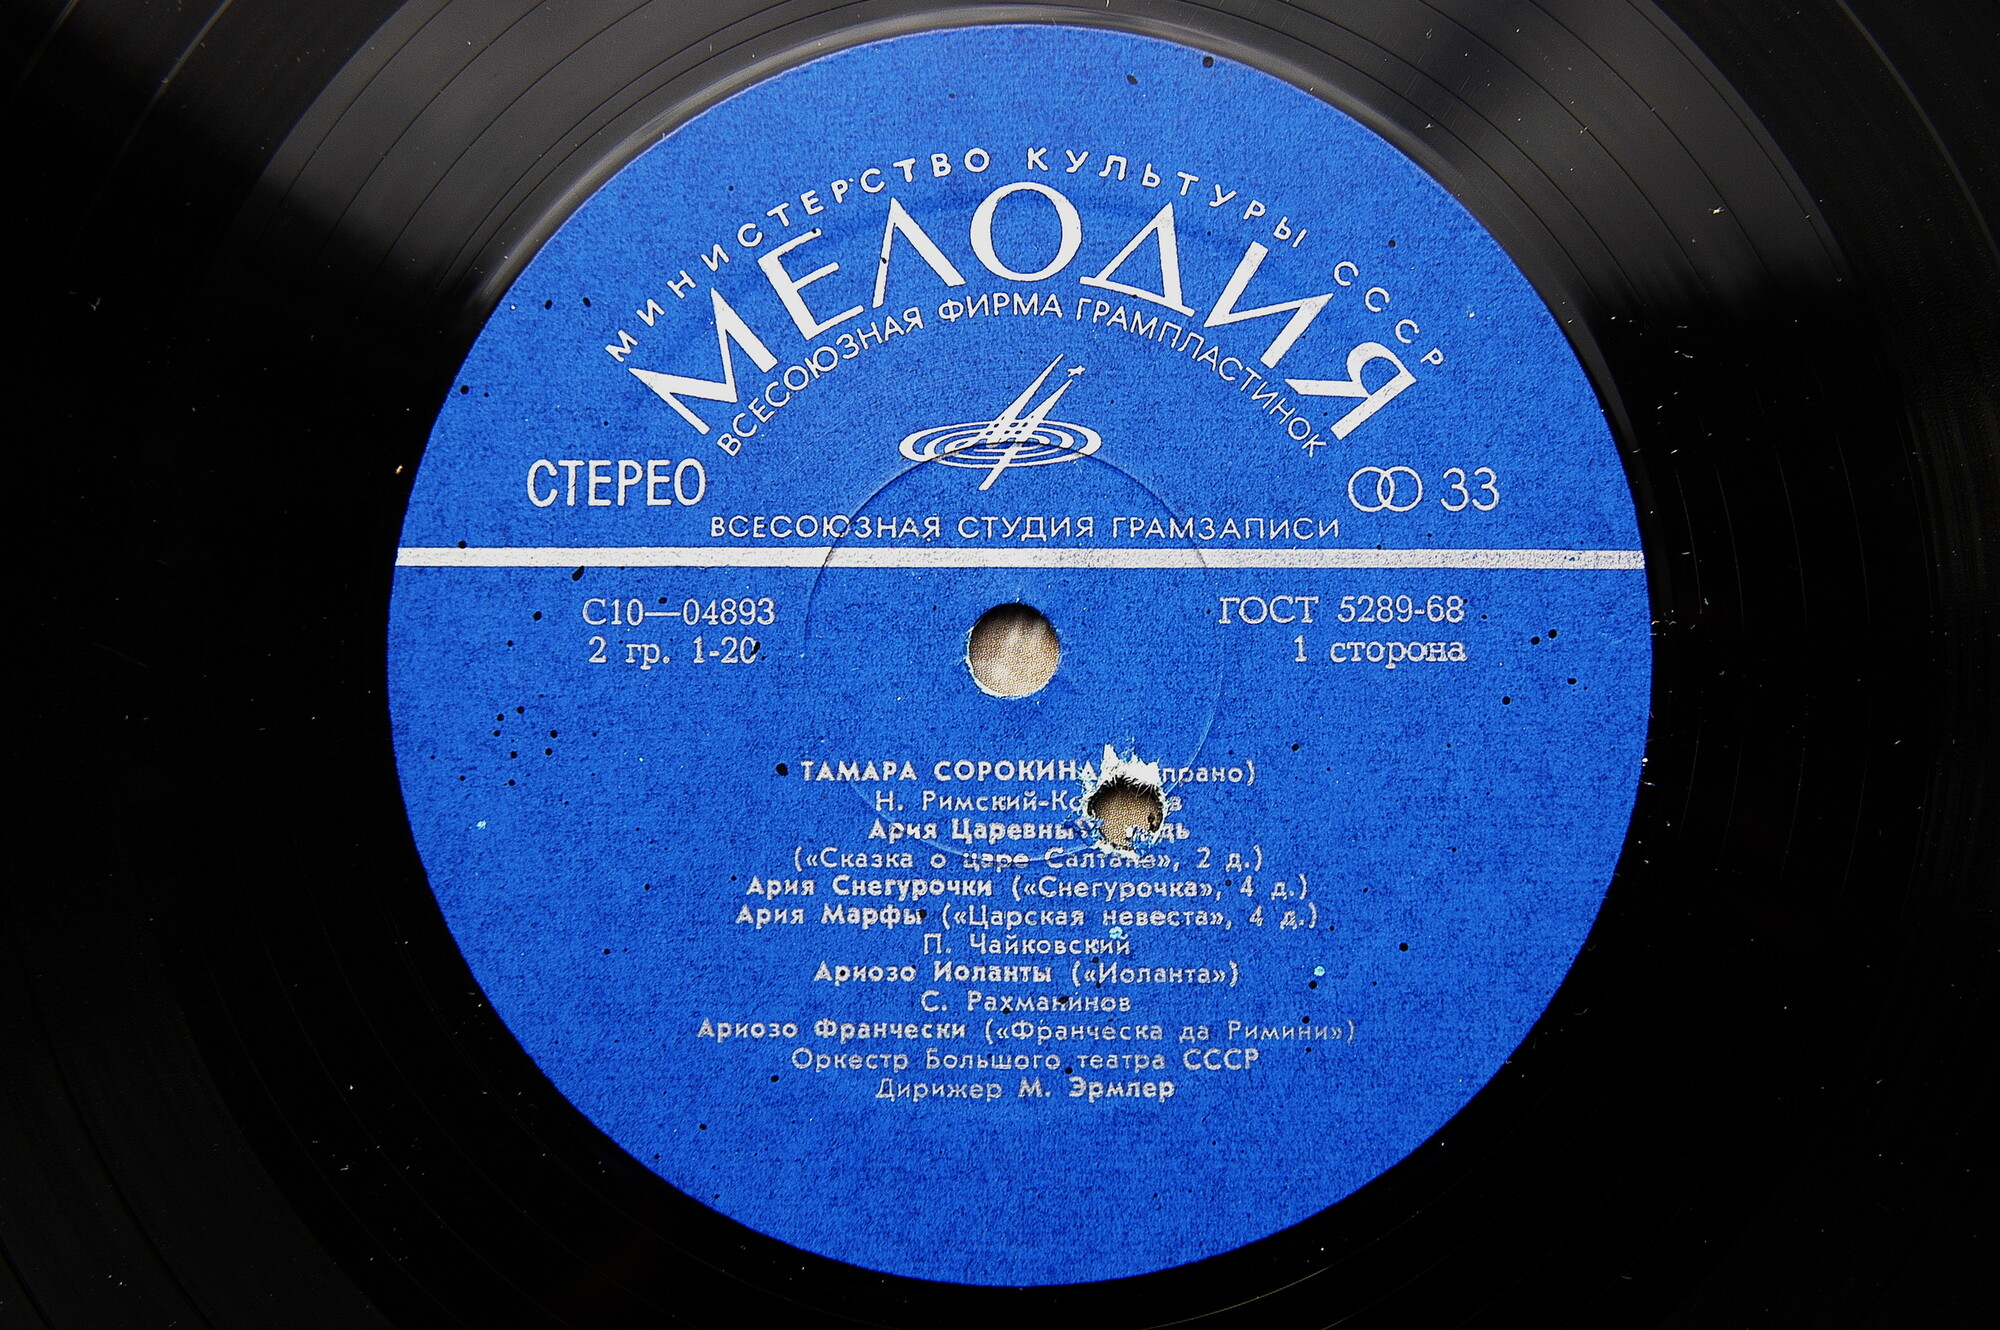 МИНИСТЕРСТВО КУЛЬТУРЫ СССР
МЕЛОДИЯ
ВСЕСОЮЗНАЯ ФИРМА ГРАМПЛАСТИНОК
СТЕРЕО
33
ВСЕСОЮЗНАЯ СТУДИЯ ГРАМЗАПИСИ
С10—04893
ГОСТ 5289-68
2 гр. 1-20
1 сторона
ТАМАРА СОРОКИНА
Н.
Ария Царевны
(«Сказка о царе Салтане», 2 д.)
Ария Снегурочки («Снегурочка», 4 д.)
Ария Марфы («Царская невеста», 4 д.)
П. Чайковский
Ариозо Иоланты («Иоланта»)
С. Рахманинов
Ариозо Франчески («Франческа да Римини»)
Оркестр Большого театра СССР
Дирижер М. Эрмлер